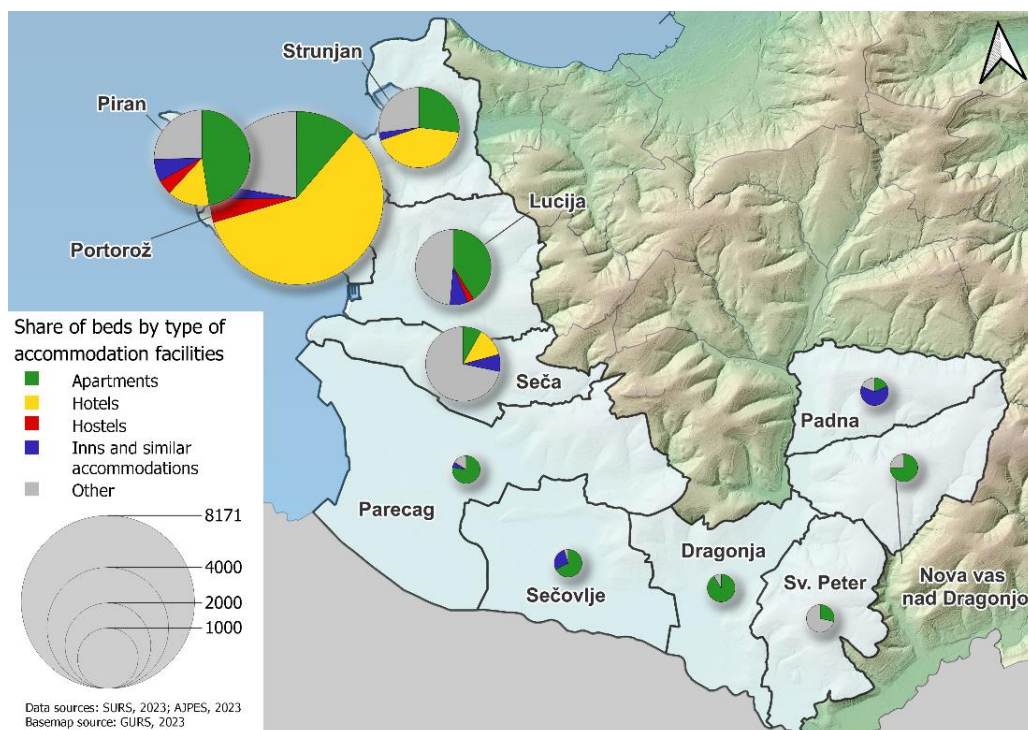 Strunjan
Piran
Lucija
Portorož
Share of beds by type of
accommodation facilities
Apartments
Hotels
Hostels
Inns and similar
accommodations
Other
8171
4000
2000
1000
Data sources: SURS, 2023; AJPES, 2023
Basemap source: GURS, 2023
Seča
Padna
Parecag
Sečovlje
Dragonja
Sv. Peter
Nova vas
nad Dragonjo